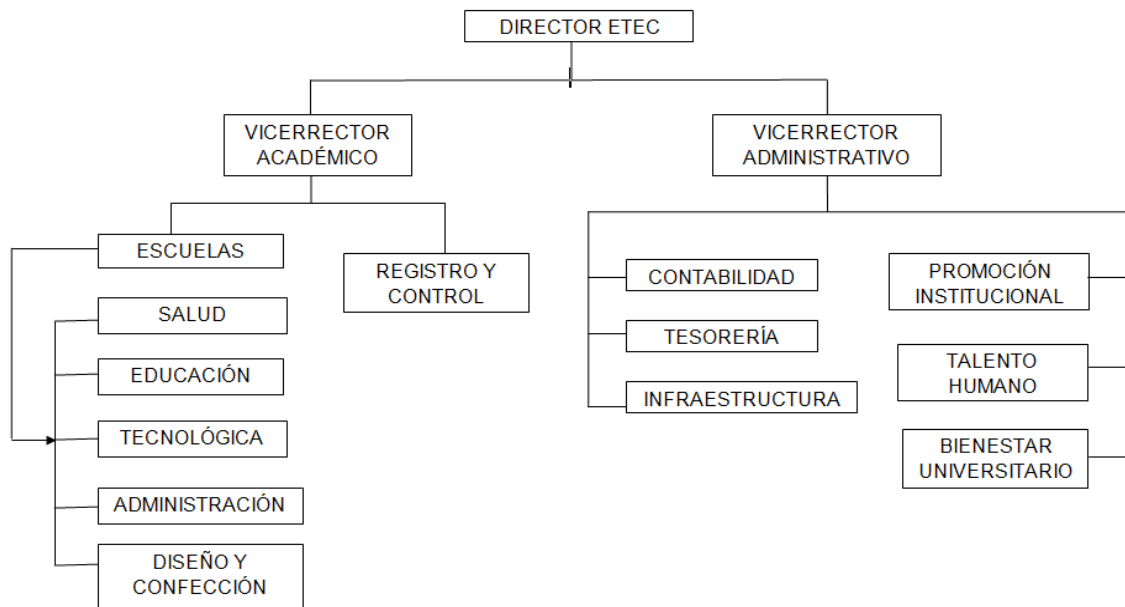 DIRECTOR ETEC
VICERRECTOR
ACADÉMICO
VICERRECTOR
ADMINISTRATIVO
ESCUELAS
REGISTRO Y
CONTROL
SALUD
EDUCACIÓN
TECNOLÓGICA
ADMINISTRACIÓN
DISEÑO Y
CONFECCIÓN
CONTABILIDAD
TESORERÍA
INFRAESTRUCTURA
PROMOCIÓN
INSTITUCIONAL
TALENTO
HUMANO
BIENESTAR
UNIVERSITARIO